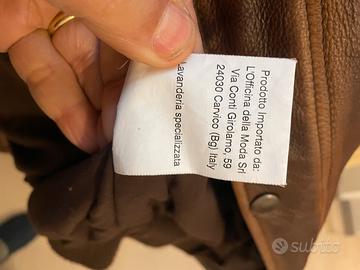 Prodotto Importato da:
L'Officina della Moda Srl
Via Conti Girolamo, 59
24030 Carvico (Bg) Italy
Lavanderia specializzata
subito